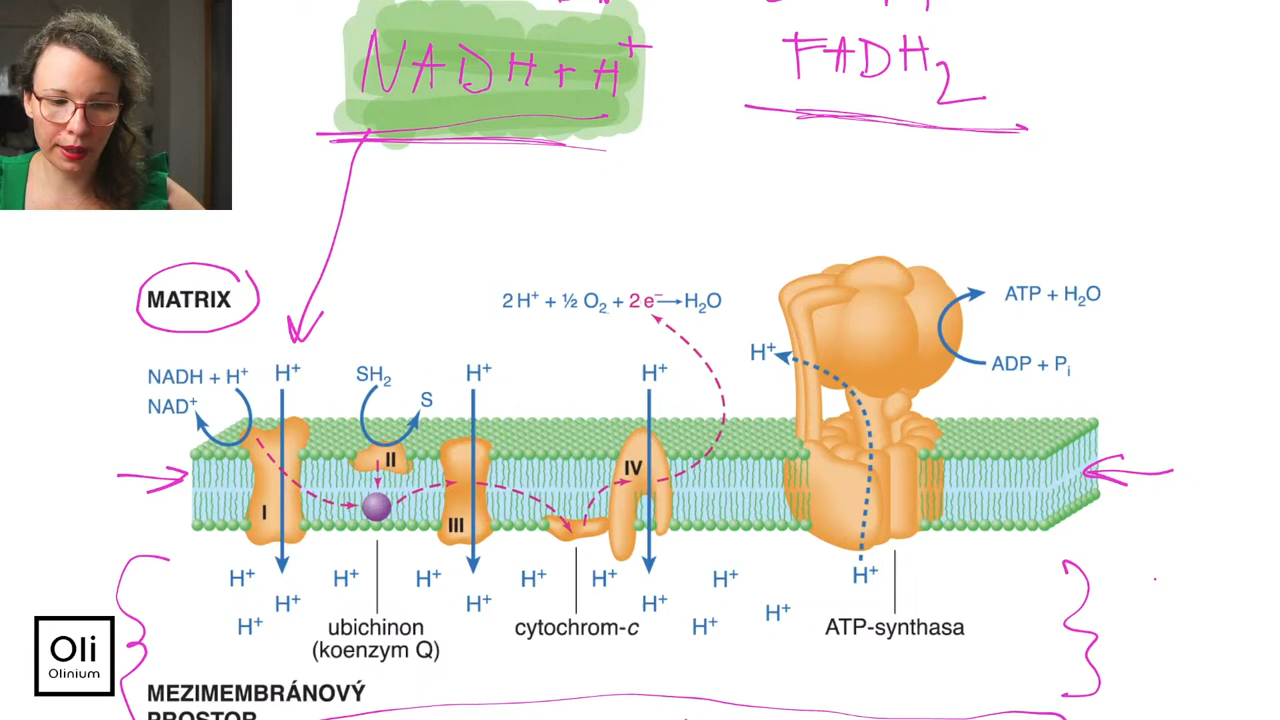 NADH + H⁺
FADH₂
MATRIX
2 H⁺ + ½ O₂ + 2 e⁻ → H₂O
ATP + H₂O
H⁺
ADP + Pᵢ
NADH + H⁺
H⁺
SH₂
H⁺
H⁺
NAD⁺
S
II
IV
I
III
H⁺ H⁺ H⁺ H⁺ H⁺ H⁺ H⁺
H⁺ H⁺ H⁺ H⁺
H⁺ H⁺
ubichinon
(koenzym Q)
cytochrom-c
ATP-synthasa
Oli
Olinium
MEZIMEMBRÁNOVÝ
PROSTOR